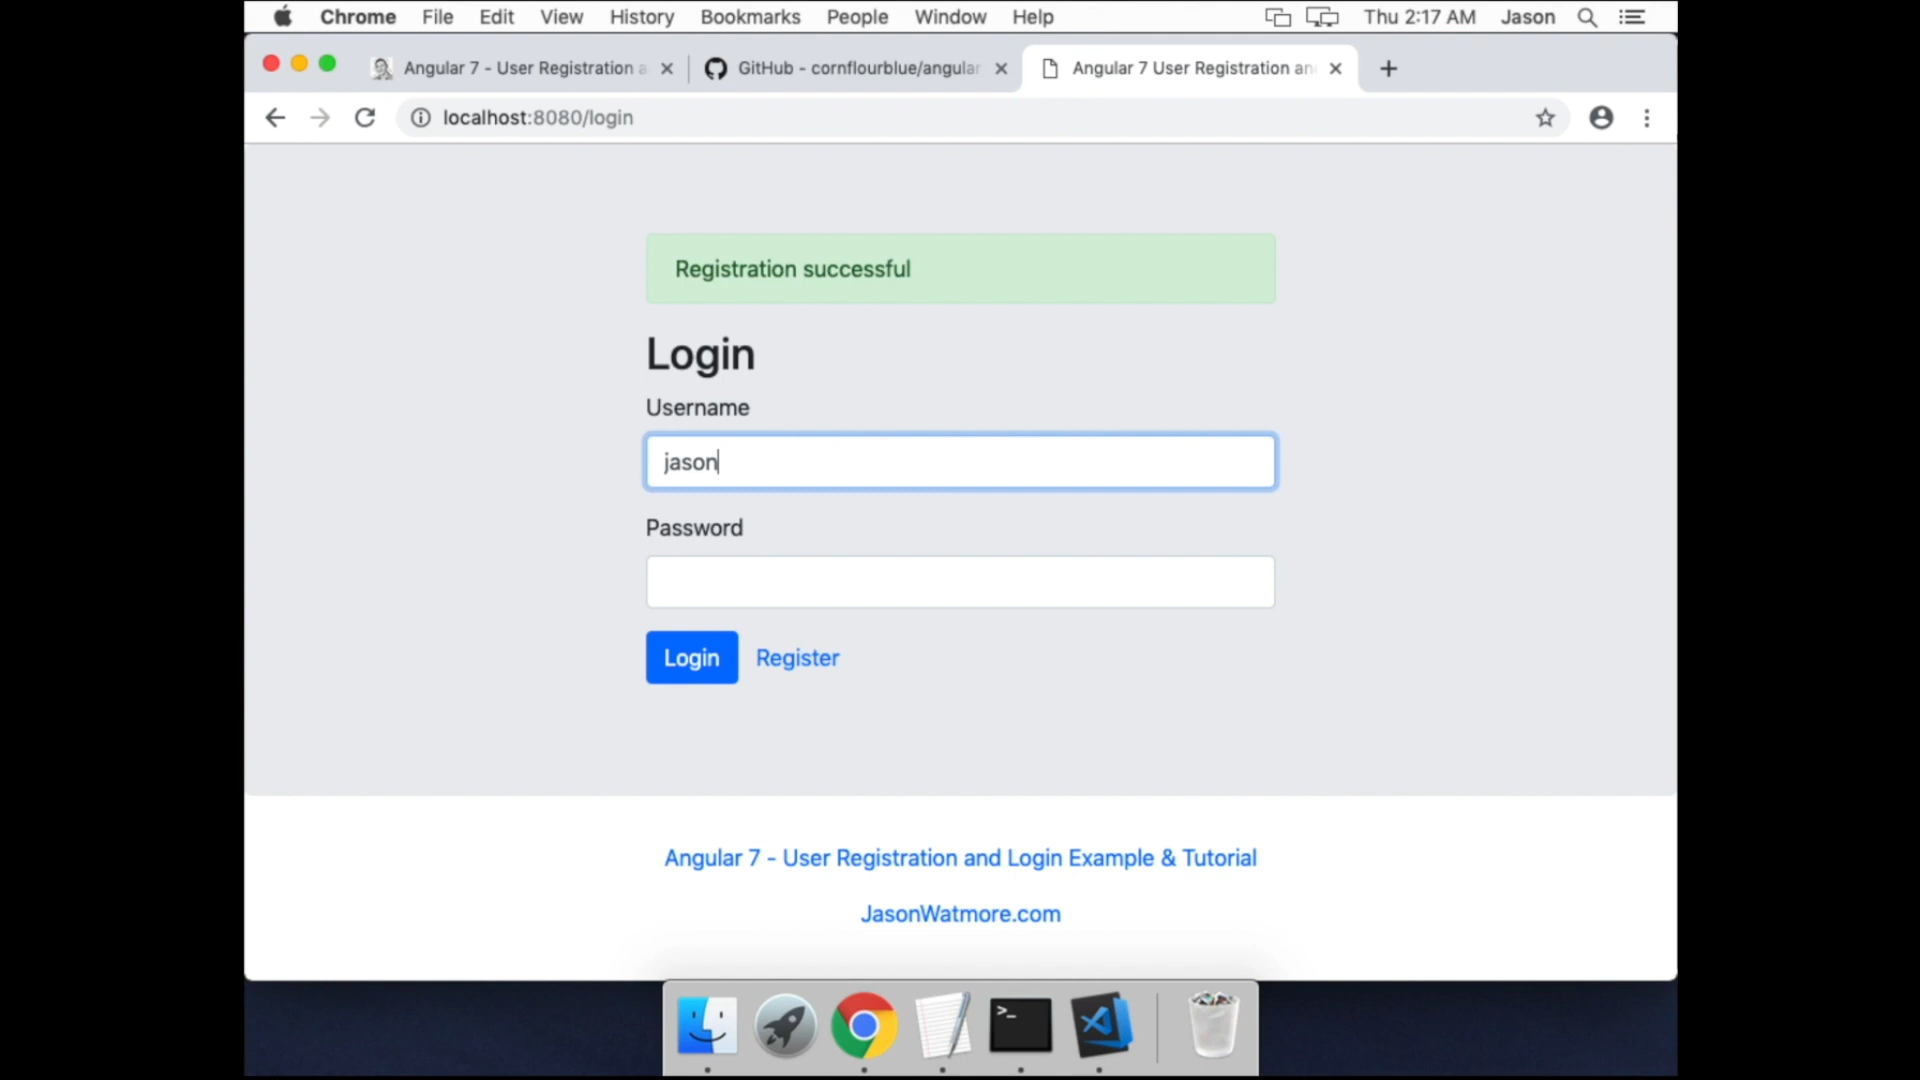 Chrome File Edit View History Bookmarks People Window Help Thu 2:17 AM Jason
Angular 7 - User Registration a GitHub - cornflourblue/angular Angular 7 User Registration an
localhost:8080/login
Registration successful
Login
Username
jason
Password
Login Register
Angular 7 - User Registration and Login Example & Tutorial
JasonWatmore.com
>_